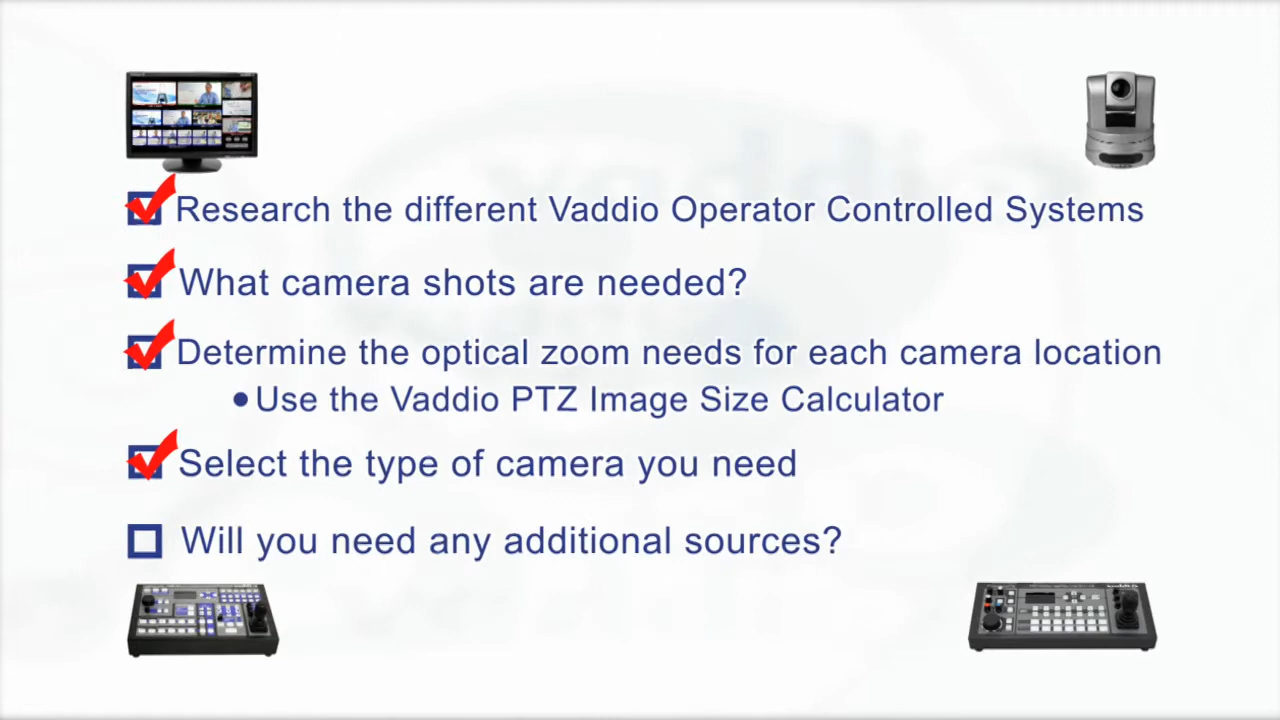 Research the different Vaddio Operator Controlled Systems
What camera shots are needed?
Determine the optical zoom needs for each camera location
• Use the Vaddio PTZ Image Size Calculator
Select the type of camera you need
Will you need any additional sources?